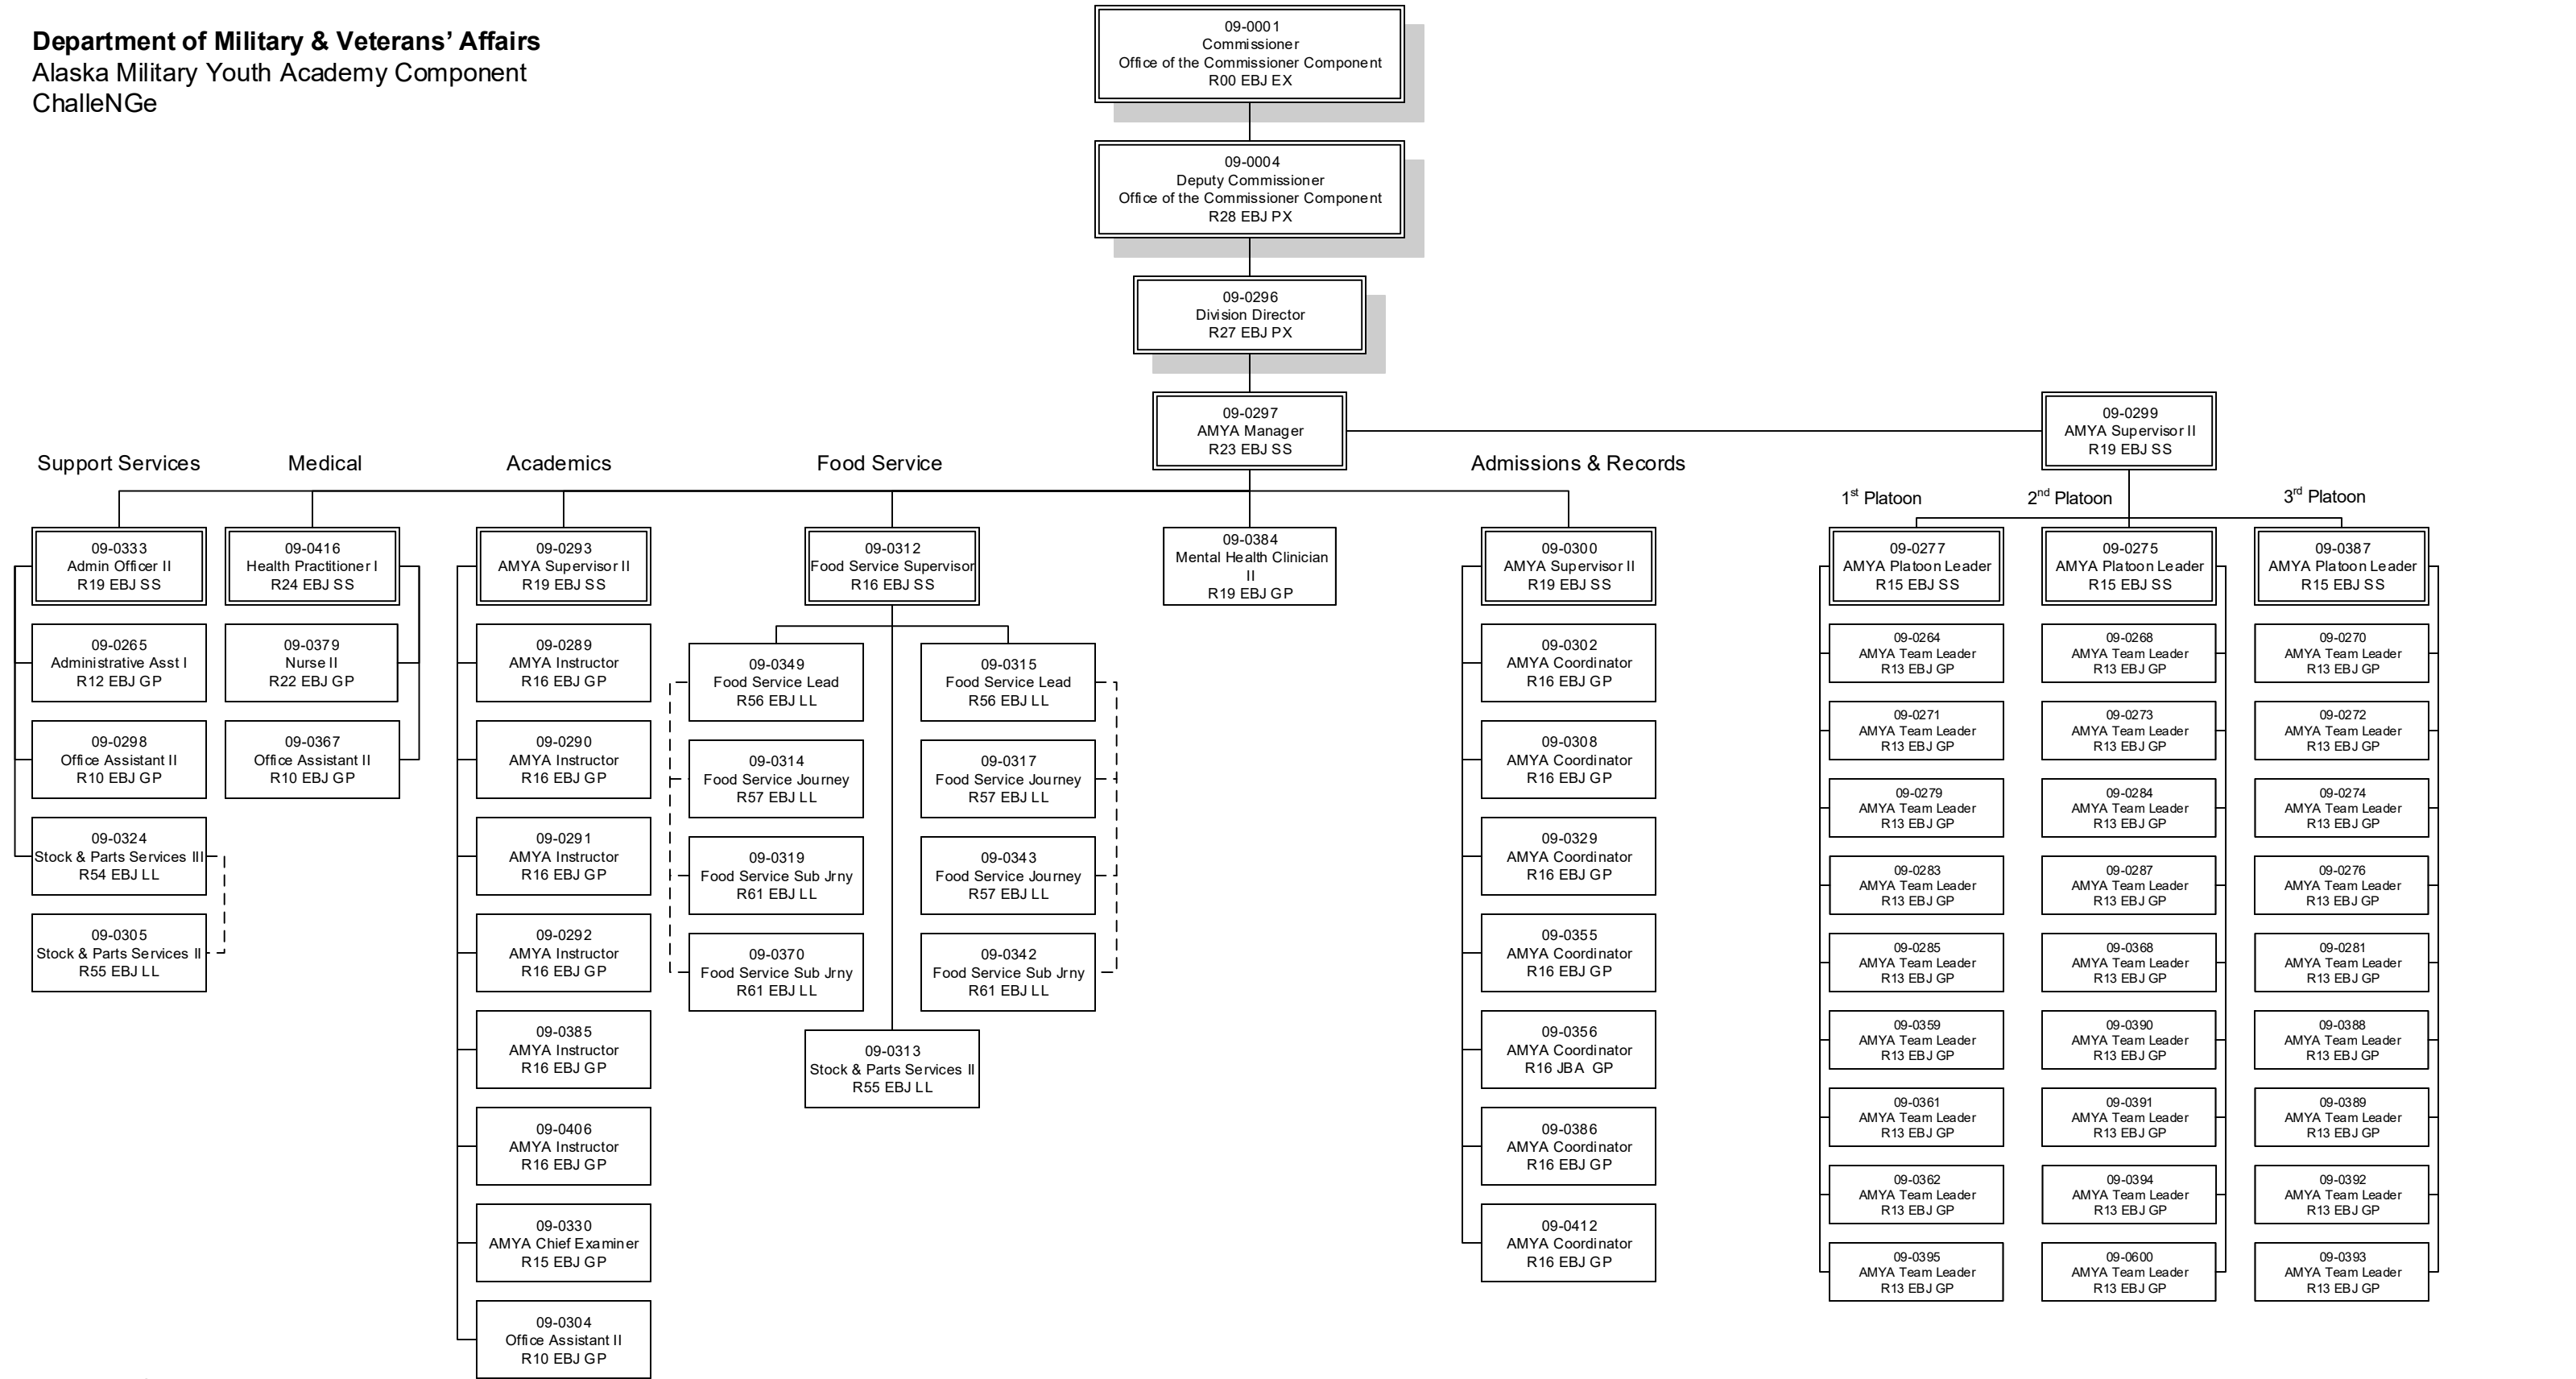 Department of Military & Veterans’ Affairs
Alaska Military Youth Academy Component
ChalleNGe
09-0001
Commissioner
Office of the Commissioner Component
R00 EBJ EX
09-0004
Deputy Commissioner
Office of the Commissioner Component
R28 EBJ PX
09-0296
Division Director
R27 EBJ PX
09-0297
AMYA Manager
R23 EBJ SS
09-0299
AMYA Supervisor II
R19 EBJ SS
Support Services
09-0333
Admin Officer II
R19 EBJ SS
09-0265
Administrative Asst I
R12 EBJ GP
09-0298
Office Assistant II
R10 EBJ GP
09-0324
Stock & Parts Services III
R54 EBJ LL
09-0305
Stock & Parts Services II
R55 EBJ LL
Medical
09-0416
Health Practitioner I
R24 EBJ SS
09-0379
Nurse II
R22 EBJ GP
09-0367
Office Assistant II
R10 EBJ GP
Academics
09-0293
AMYA Supervisor II
R19 EBJ SS
09-0289
AMYA Instructor
R16 EBJ GP
09-0290
AMYA Instructor
R16 EBJ GP
09-0291
AMYA Instructor
R16 EBJ GP
09-0292
AMYA Instructor
R16 EBJ GP
09-0385
AMYA Instructor
R16 EBJ GP
09-0406
AMYA Instructor
R16 EBJ GP
09-0330
AMYA Chief Examiner
R15 EBJ GP
09-0304
Office Assistant II
R10 EBJ GP
Food Service
09-0312
Food Service Supervisor
R16 EBJ SS
09-0349
Food Service Lead
R56 EBJ LL
09-0314
Food Service Journey
R57 EBJ LL
09-0319
Food Service Sub Jrny
R61 EBJ LL
09-0370
Food Service Sub Jrny
R61 EBJ LL
09-0315
Food Service Lead
R56 EBJ LL
09-0317
Food Service Journey
R57 EBJ LL
09-0343
Food Service Journey
R57 EBJ LL
09-0342
Food Service Sub Jrny
R61 EBJ LL
09-0313
Stock & Parts Services II
R55 EBJ LL
09-0384
Mental Health Clinician
II
R19 EBJ GP
Admissions & Records
09-0300
AMYA Supervisor II
R19 EBJ SS
09-0302
AMYA Coordinator
R16 EBJ GP
09-0308
AMYA Coordinator
R16 EBJ GP
09-0329
AMYA Coordinator
R16 EBJ GP
09-0355
AMYA Coordinator
R16 EBJ GP
09-0356
AMYA Coordinator
R16 JBA GP
09-0386
AMYA Coordinator
R16 EBJ GP
09-0412
AMYA Coordinator
R16 EBJ GP
1st Platoon
09-0277
AMYA Platoon Leader
R15 EBJ SS
09-0264
AMYA Team Leader
R13 EBJ GP
09-0271
AMYA Team Leader
R13 EBJ GP
09-0279
AMYA Team Leader
R13 EBJ GP
09-0283
AMYA Team Leader
R13 EBJ GP
09-0285
AMYA Team Leader
R13 EBJ GP
09-0359
AMYA Team Leader
R13 EBJ GP
09-0361
AMYA Team Leader
R13 EBJ GP
09-0362
AMYA Team Leader
R13 EBJ GP
09-0395
AMYA Team Leader
R13 EBJ GP
2nd Platoon
09-0275
AMYA Platoon Leader
R15 EBJ SS
09-0268
AMYA Team Leader
R13 EBJ GP
09-0273
AMYA Team Leader
R13 EBJ GP
09-0284
AMYA Team Leader
R13 EBJ GP
09-0287
AMYA Team Leader
R13 EBJ GP
09-0368
AMYA Team Leader
R13 EBJ GP
09-0390
AMYA Team Leader
R13 EBJ GP
09-0391
AMYA Team Leader
R13 EBJ GP
09-0394
AMYA Team Leader
R13 EBJ GP
09-0600
AMYA Team Leader
R13 EBJ GP
3rd Platoon
09-0387
AMYA Platoon Leader
R15 EBJ SS
09-0270
AMYA Team Leader
R13 EBJ GP
09-0272
AMYA Team Leader
R13 EBJ GP
09-0274
AMYA Team Leader
R13 EBJ GP
09-0276
AMYA Team Leader
R13 EBJ GP
09-0281
AMYA Team Leader
R13 EBJ GP
09-0388
AMYA Team Leader
R13 EBJ GP
09-0389
AMYA Team Leader
R13 EBJ GP
09-0392
AMYA Team Leader
R13 EBJ GP
09-0393
AMYA Team Leader
R13 EBJ GP